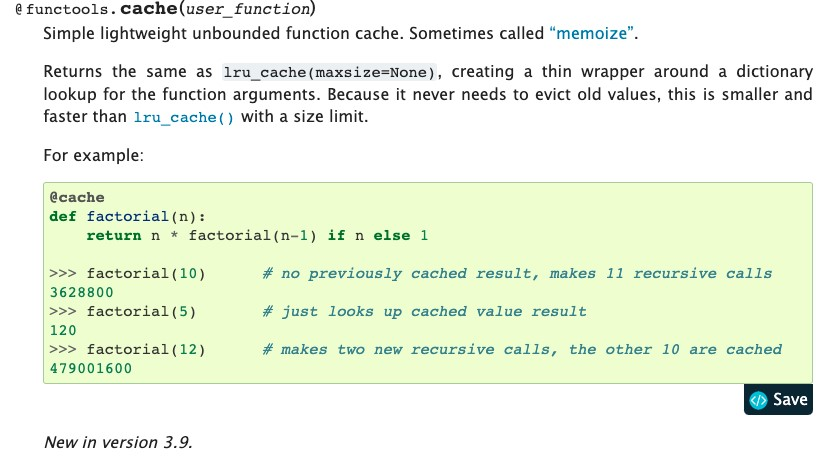 @functools.cache(user_function)
Simple lightweight unbounded function cache. Sometimes called “memoize”.
Returns the same as lru_cache(maxsize=None), creating a thin wrapper around a dictionary
lookup for the function arguments. Because it never needs to evict old values, this is smaller and
faster than lru_cache() with a size limit.
For example:
@cache
def factorial(n):
    return n * factorial(n-1) if n else 1
>>> factorial(10)      # no previously cached result, makes 11 recursive calls
3628800
>>> factorial(5)       # just looks up cached value result
120
>>> factorial(12)      # makes two new recursive calls, the other 10 are cached
479001600
</> Save
New in version 3.9.